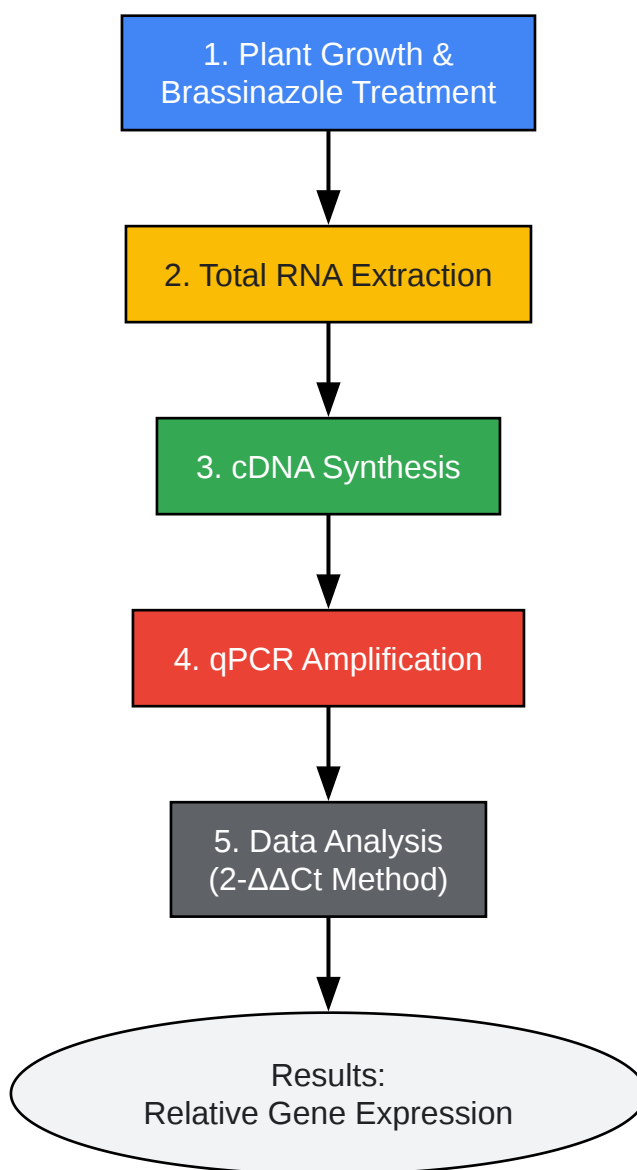 1. Plant Growth &
Brassinazole Treatment
2. Total RNA Extraction
3. cDNA Synthesis
4. qPCR Amplification
5. Data Analysis
(2-ΔΔCt Method)
Results:
Relative Gene Expression